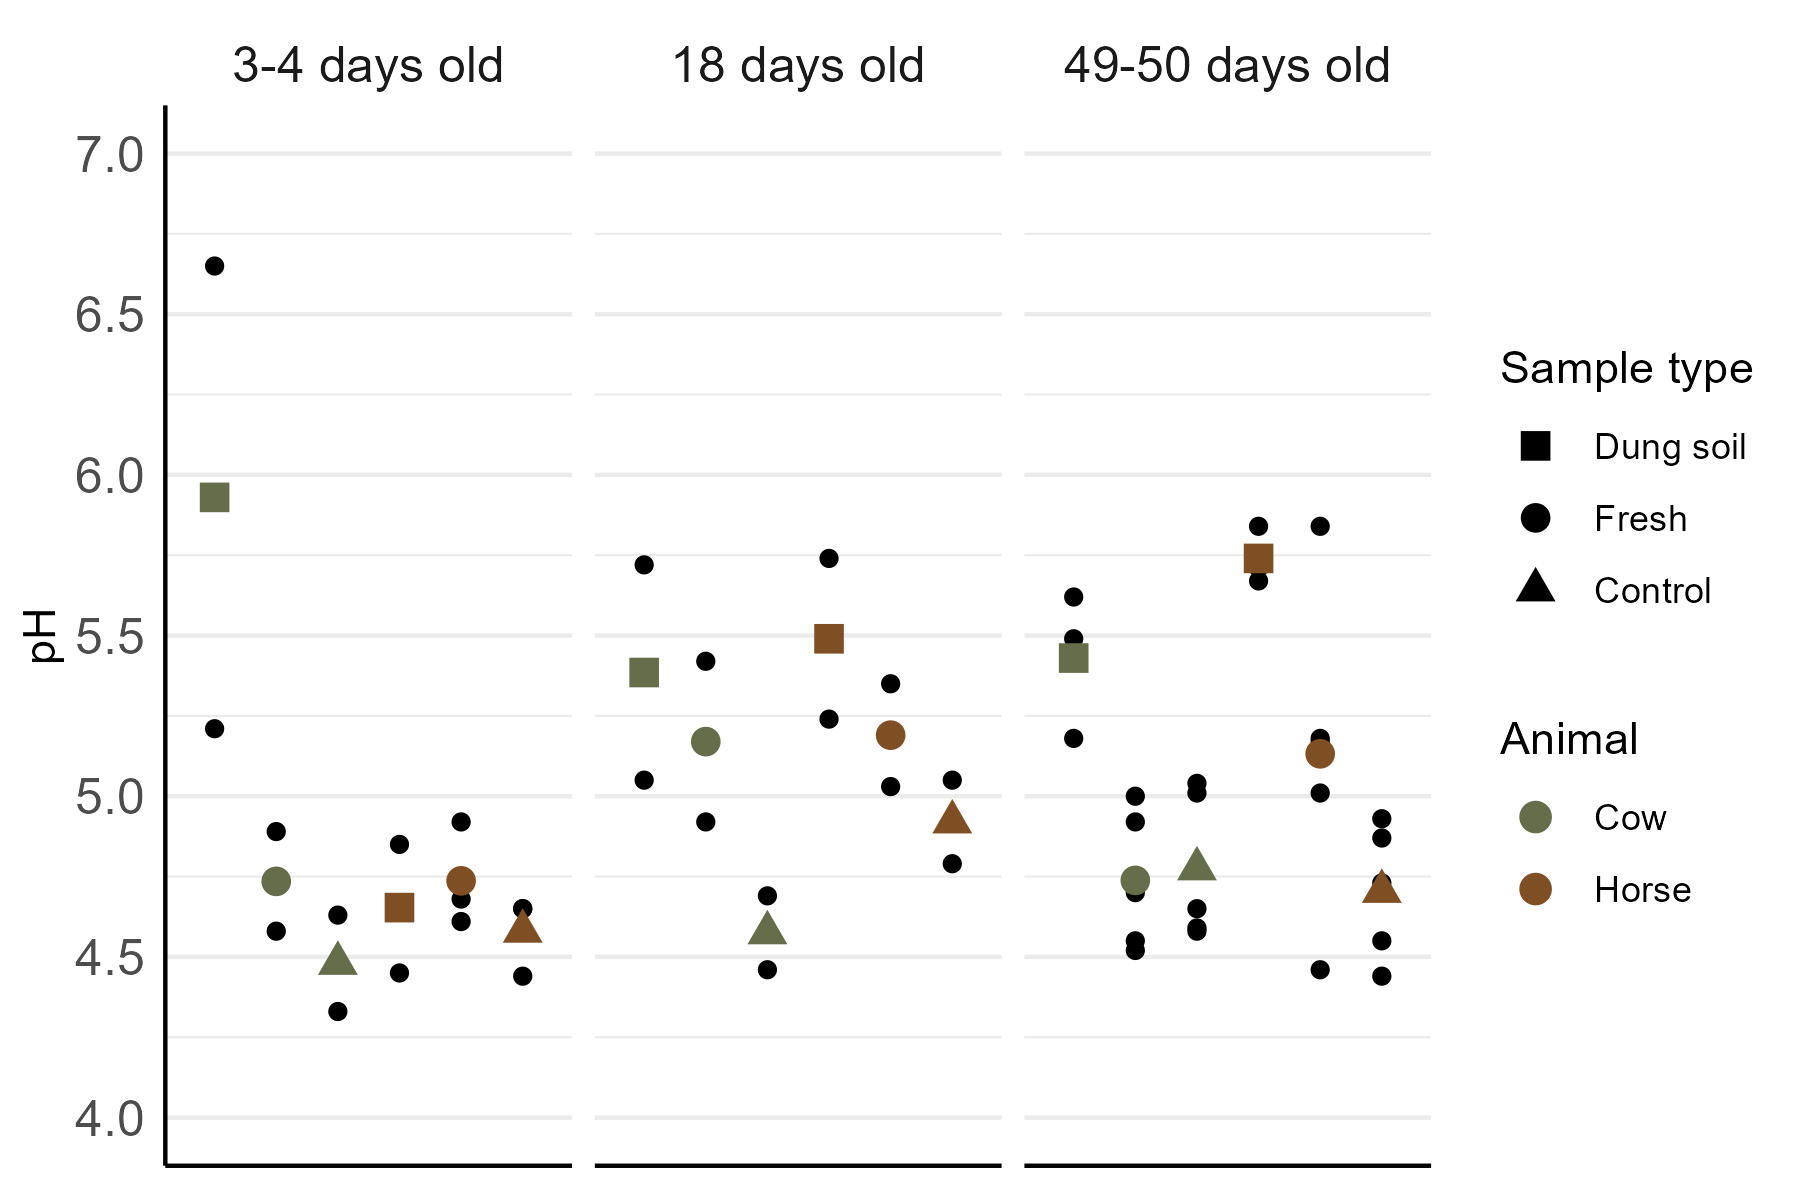 3-4 days old
18 days old
49-50 days old
7.0
6.5
6.0
5.5
5.0
4.5
4.0
pH
Sample type
Dung soil
Fresh
Control
Animal
Cow
Horse